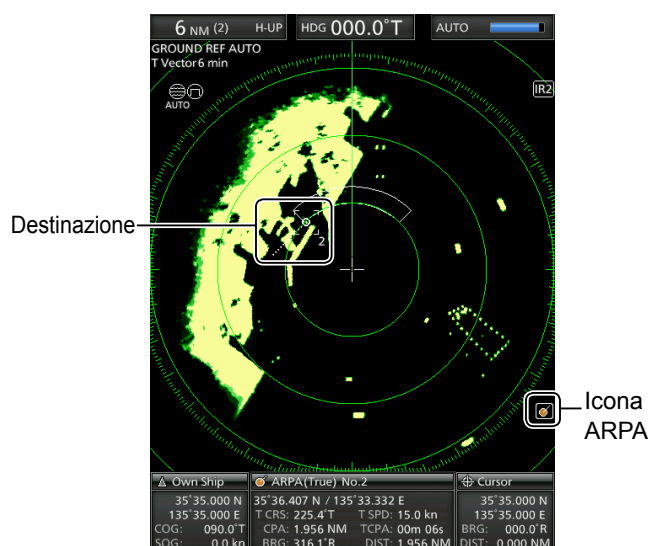 6 NM (2) H-UP HDG 000.0°T AUTO
GROUND REF AUTO
T Vector 6 min
AUTO
IR2
Destinazione
2
Icona
ARPA
Own Ship
35°35.000 N
135°35.000 E
COG: 090.0°T
SOG: 0.0 kn
ARPA(True) No.2
35°36.407 N / 135°33.332 E
T CRS: 225.4°T T SPD: 15.0 kn
CPA: 1.956 NM TCPA: 00m 06s
BRG: 316.1°R DIST: 1.956 NM
Cursor
35°35.000 N
135°35.000 E
BRG: 000.0°R
DIST: 0.000 NM